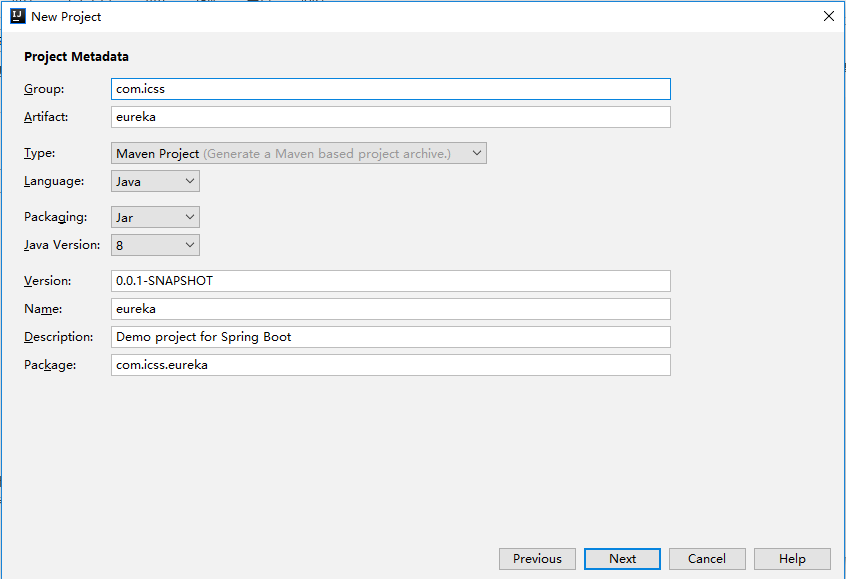 New Project
Project Metadata
Group: com.icss
Artifact: eureka
Type: Maven Project (Generate a Maven based project archive.)
Language: Java
Packaging: Jar
Java Version: 8
Version: 0.0.1-SNAPSHOT
Name: eureka
Description: Demo project for Spring Boot
Package: com.icss.eureka
Previous Next Cancel Help